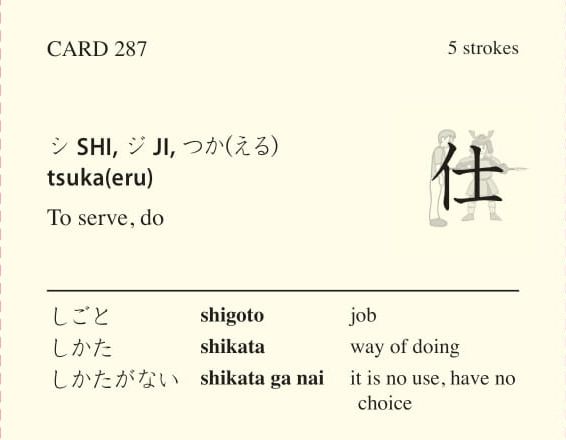 CARD 287 5 strokes
シ SHI, ジ JI, つか(える)
tsuka(eru)
To serve, do
仕
しごと shigoto job
しかた shikata way of doing
しかたがない shikata ga nai it is no use, have no
choice